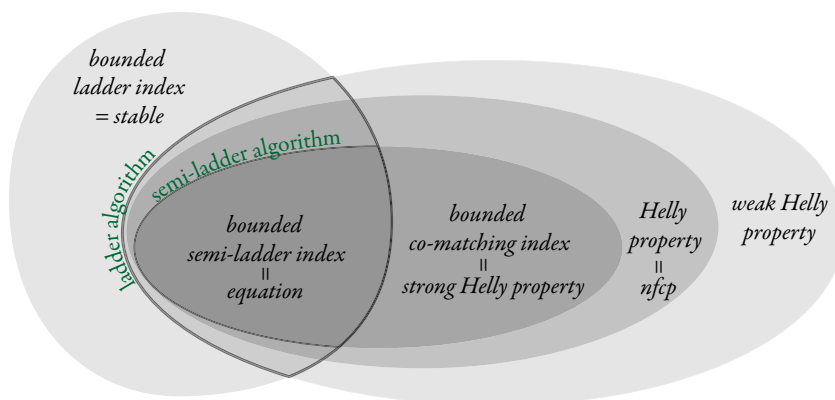 bounded
ladder index
= stable
ladder algorithm
semi-ladder algorithm
bounded
semi-ladder index
=
equation
bounded
co-matching index
=
strong Helly property
Helly
property
=
nfcp
weak Helly
property